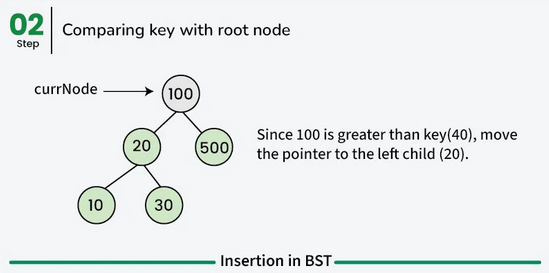 02
Step
Comparing key with root node
currNode
100
20
500
Since 100 is greater than key(40), move
the pointer to the left child (20).
10
30
Insertion in BST